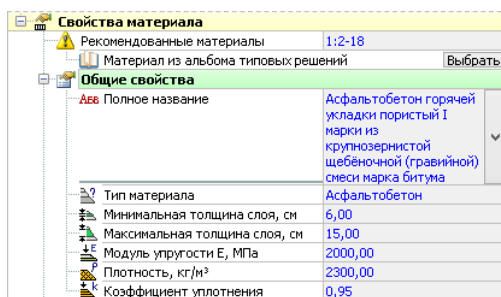 Свойства материала
Рекомендованные материалы 1:2-18
Материал из альбома типовых решений Выбрать
Общие свойства
Абв Полное название Асфальтобетон горячей
укладки пористый I
марки из
крупнозернистой
щебёночной (гравийной)
смеси марка битума
Тип материала Асфальтобетон
Минимальная толщина слоя, см 6,00
Максимальная толщина слоя, см 15,00
Модуль упругости E, МПа 2000,00
Плотность, кг/м³ 2300,00
Коэффициент уплотнения 0,95